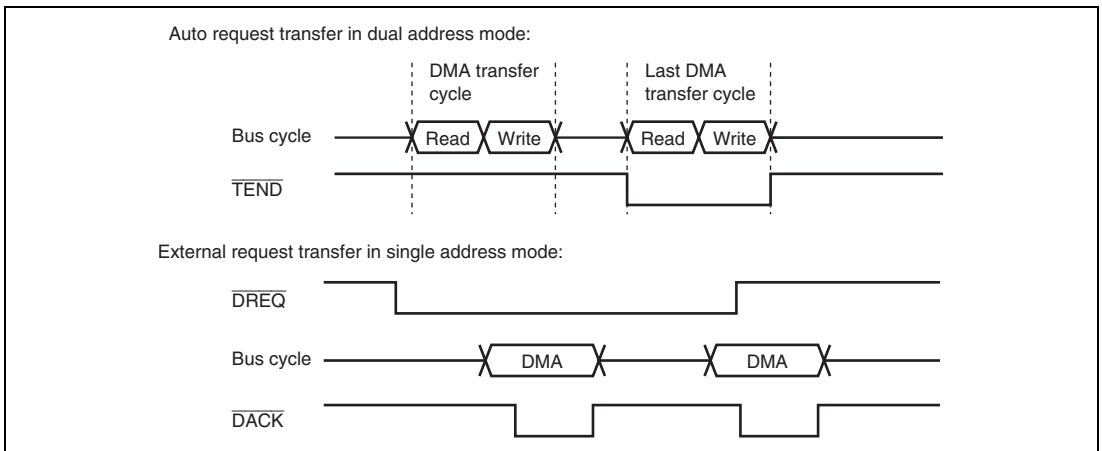 Auto request transfer in dual address mode:
DMA transfer cycle
Last DMA transfer cycle
Bus cycle
Read
Write
Read
Write
TEND
External request transfer in single address mode:
DREQ
Bus cycle
DMA
DMA
DACK